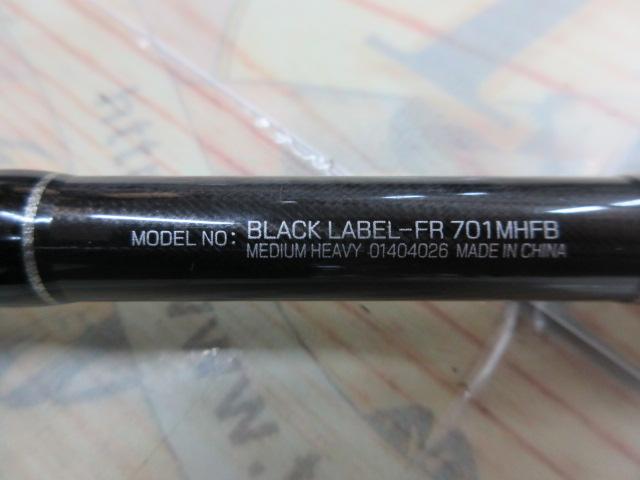 MODEL NO: BLACK LABEL-FR 701MHFB
MEDIUM HEAVY 01404026 MADE IN CHINA